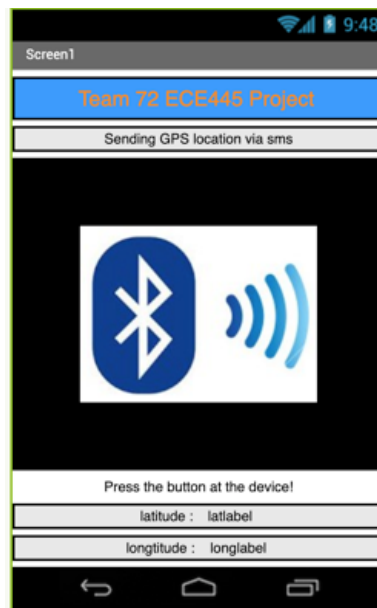 9:48
Screen1
Team 72 ECE445 Project
Sending GPS location via sms
Press the button at the device!
latitude : latlabel
longtitude : longlabel